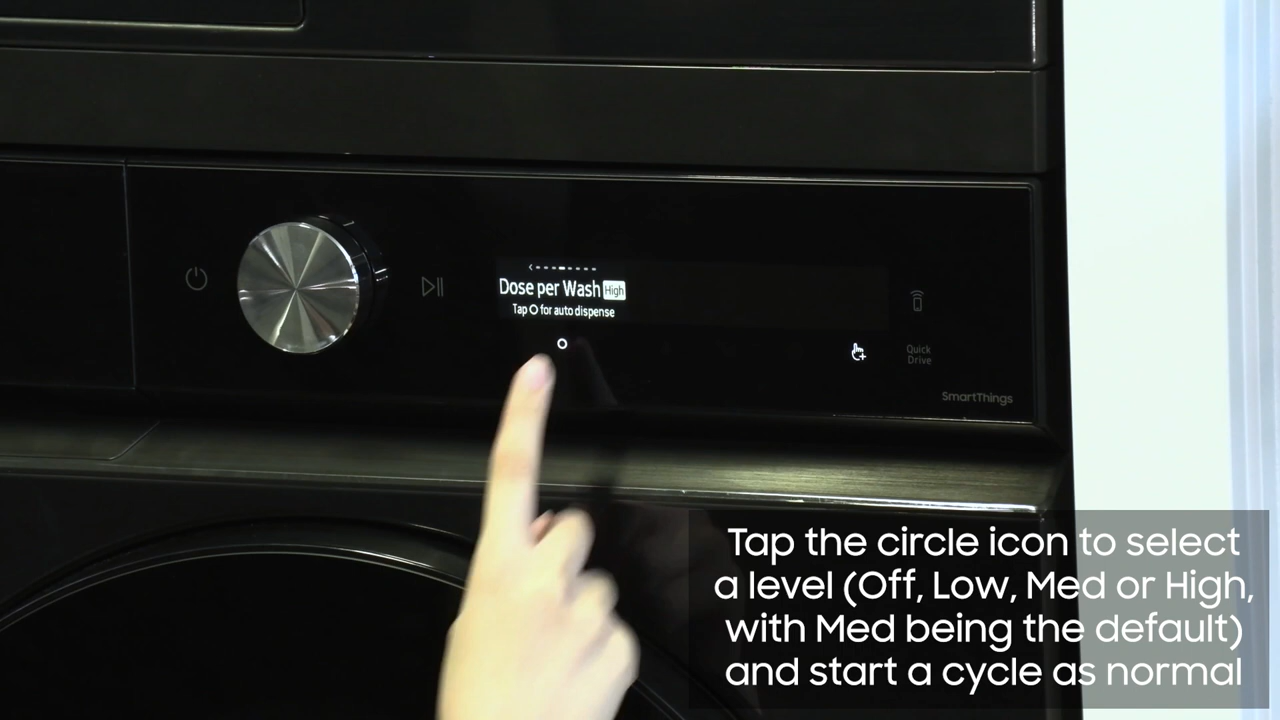 Dose per Wash High
Tap O for auto dispense
Quick
Drive
SmartThings
Tap the circle icon to select
a level (Off, Low, Med or High,
with Med being the default)
and start a cycle as normal